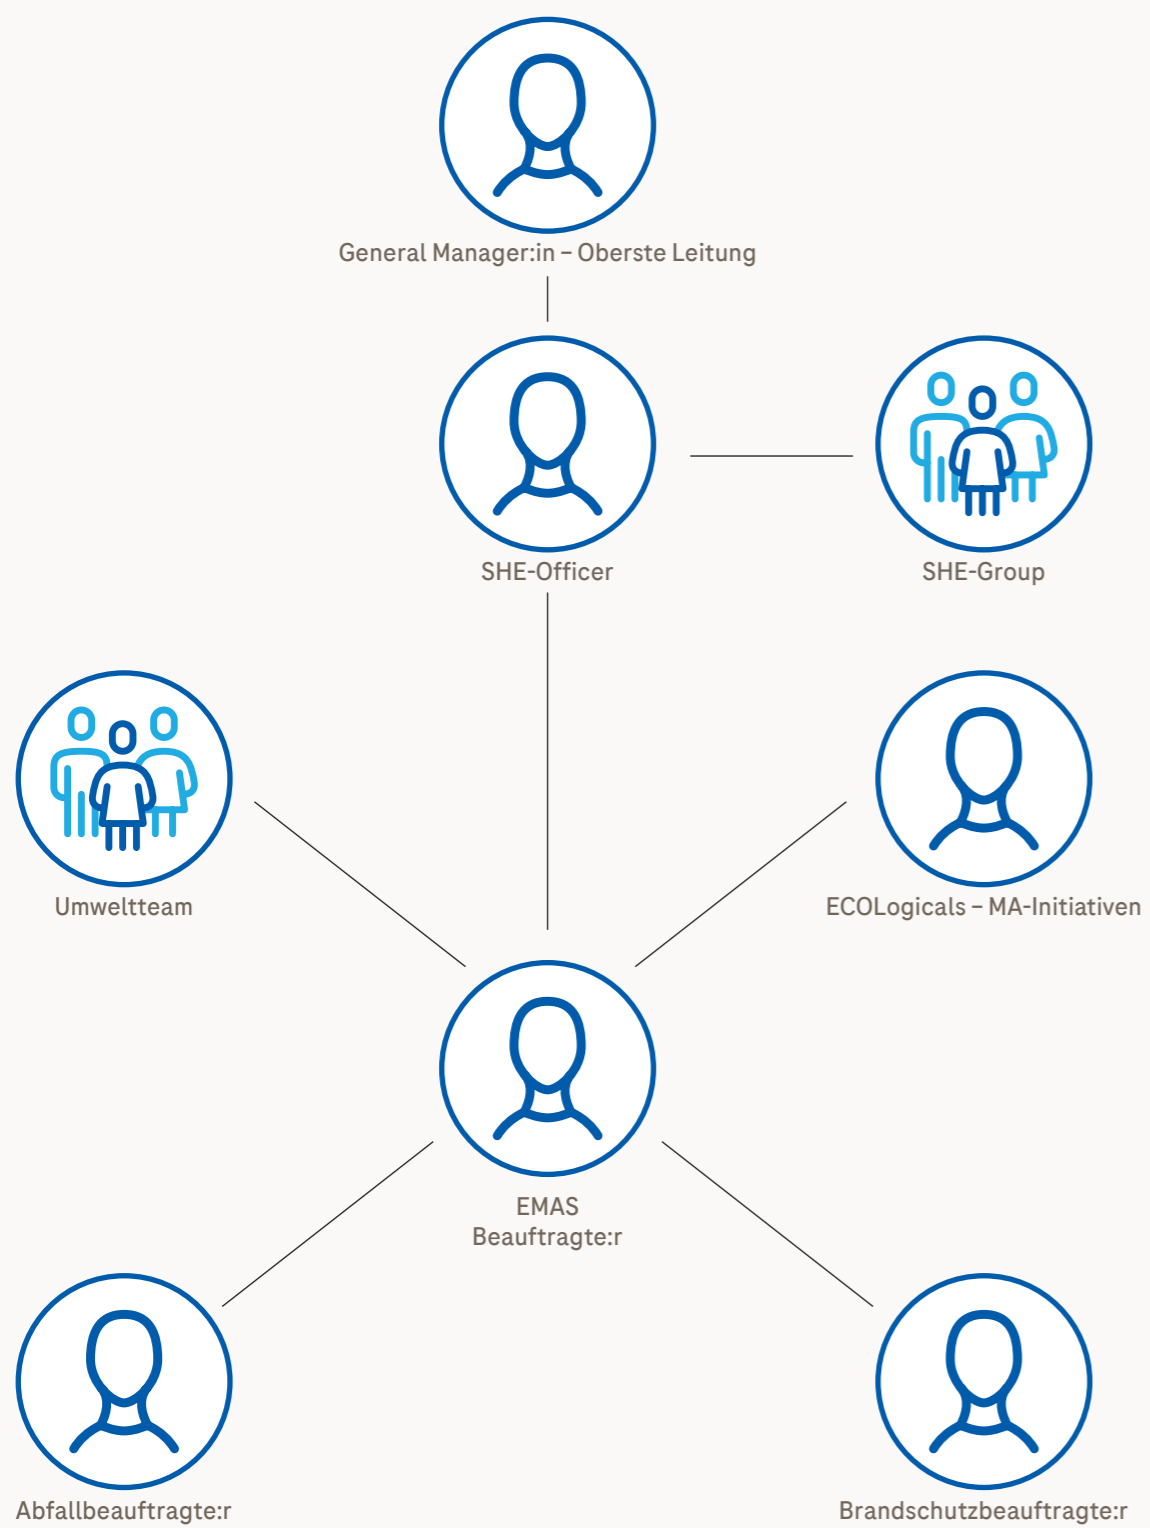 General Manager:in – Oberste Leitung
SHE-Officer
SHE-Group
Umweltteam
ECOLogicals – MA-Initiativen
EMAS
Beauftragte:r
Abfallbeauftragte:r
Brandschutzbeauftragte:r